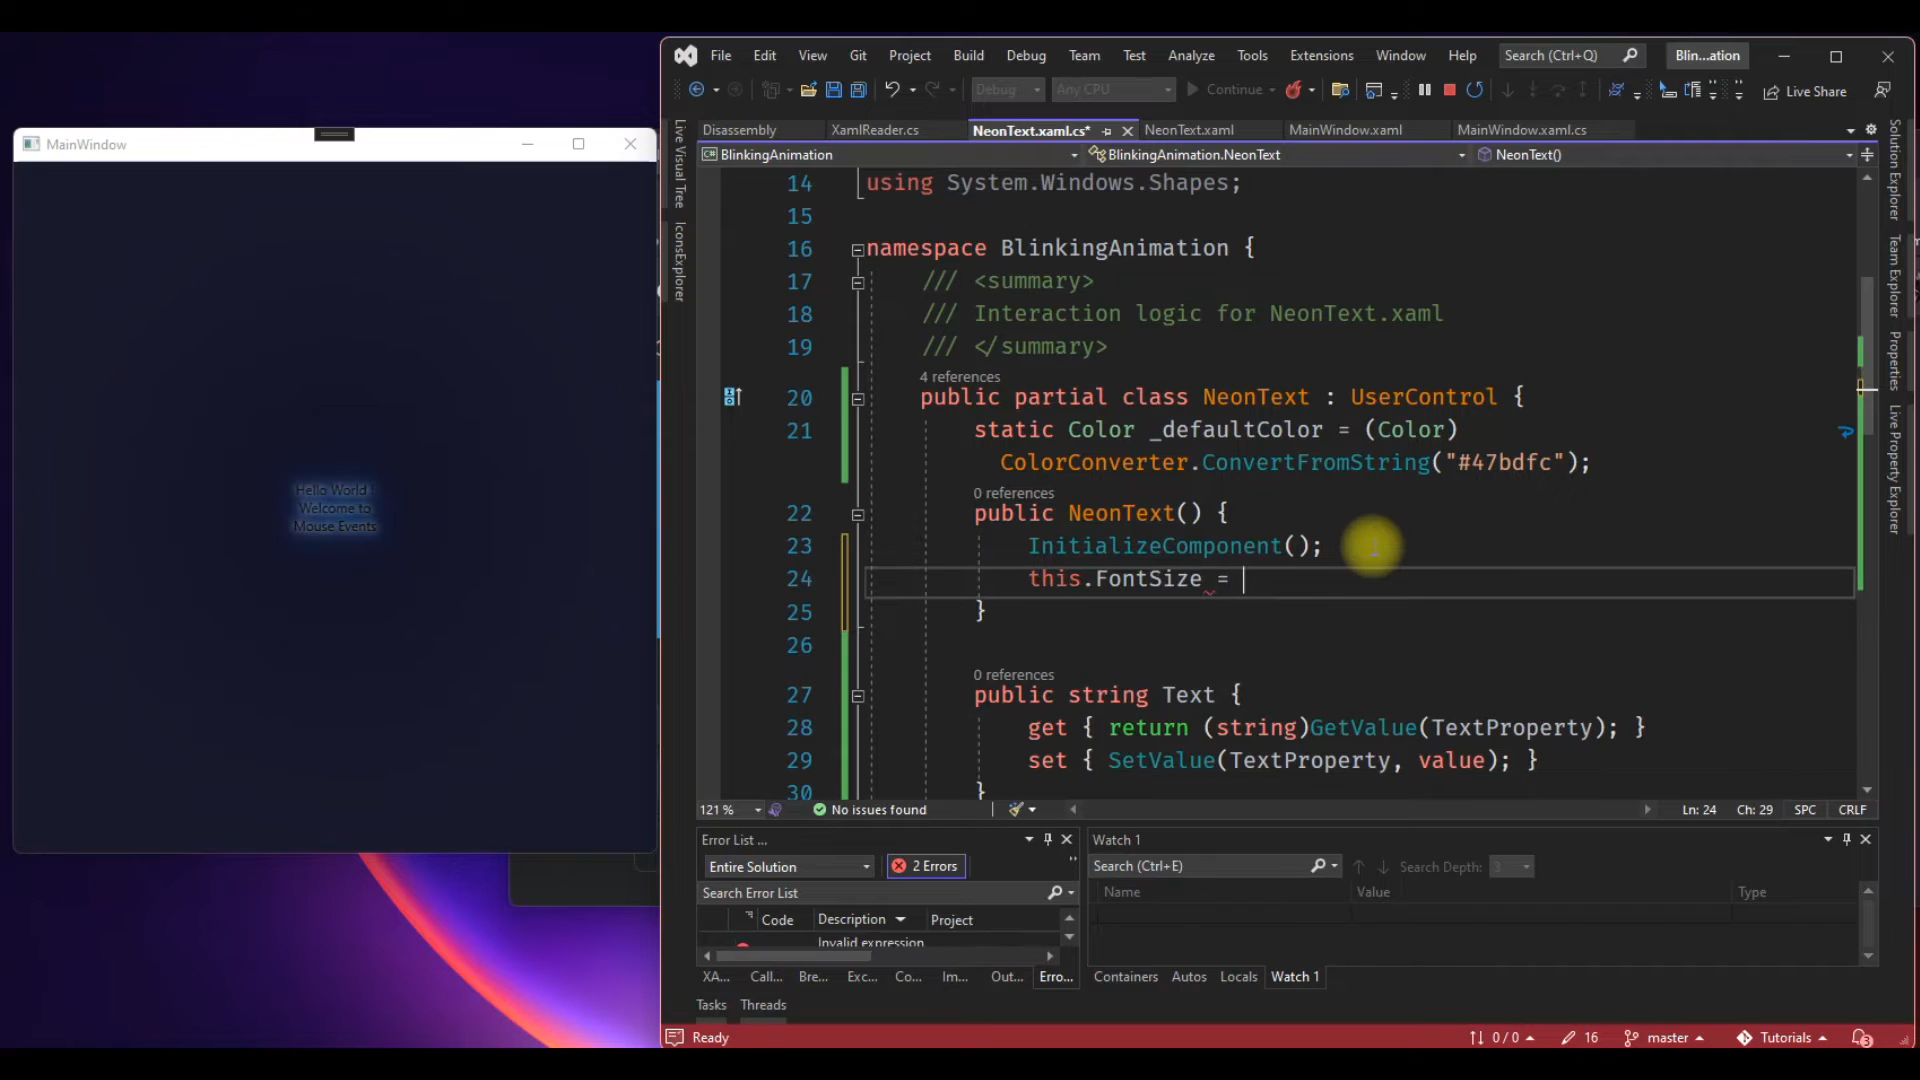 MainWindow
Hello World !
Welcome to
Mouse Events
File Edit View Git Project Build Debug Team Test Analyze Tools Extensions Window Help Search (Ctrl+Q) Blin...ation
Debug Any CPU Continue Live Share
Disassembly XamlReader.cs NeonText.xaml.cs* NeonText.xaml MainWindow.xaml MainWindow.xaml.cs
BlinkingAnimation BlinkingAnimation.NeonText NeonText()
Live Visual Tree
IconsExplorer
14 using System.Windows.Shapes;
15
16 namespace BlinkingAnimation {
17 /// <summary>
18 /// Interaction logic for NeonText.xaml
19 /// </summary>
4 references
20 public partial class NeonText : UserControl {
21 static Color _defaultColor = (Color)
ColorConverter.ConvertFromString("#47bdfc");
0 references
22 public NeonText() {
23 InitializeComponent();
24 this.FontSize =
25 }
26
0 references
27 public string Text {
28 get { return (string)GetValue(TextProperty); }
29 set { SetValue(TextProperty, value); }
30 }
Solution Explorer
Team Explorer
Properties
Live Property Explorer
121 % No issues found Ln: 24 Ch: 29 SPC CRLF
Error List ...
Entire Solution 2 Errors
Search Error List
Code Description Project
Invalid expression
XA... Call... Bre... Exc... Co... Im... Out... Erro...
Tasks Threads
Watch 1
Search (Ctrl+E) Search Depth: 3
Name Value Type
Containers Autos Locals Watch 1
Ready 0 / 0 16 master Tutorials 3